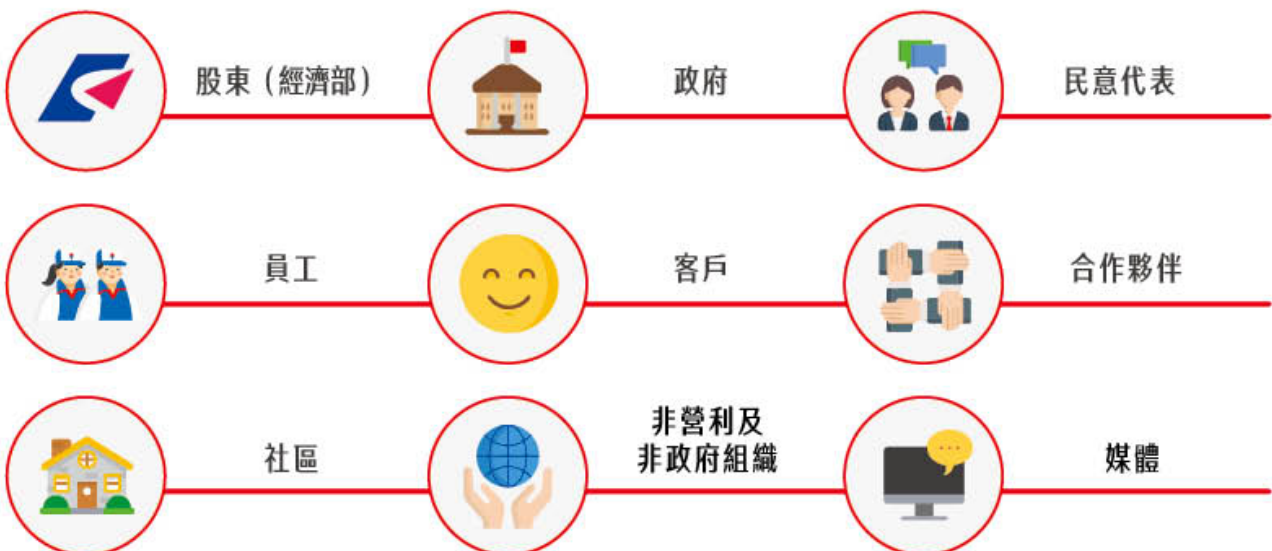 股東（經濟部）
政府
民意代表
員工
客戶
合作夥伴
社區
非營利及
非政府組織
媒體